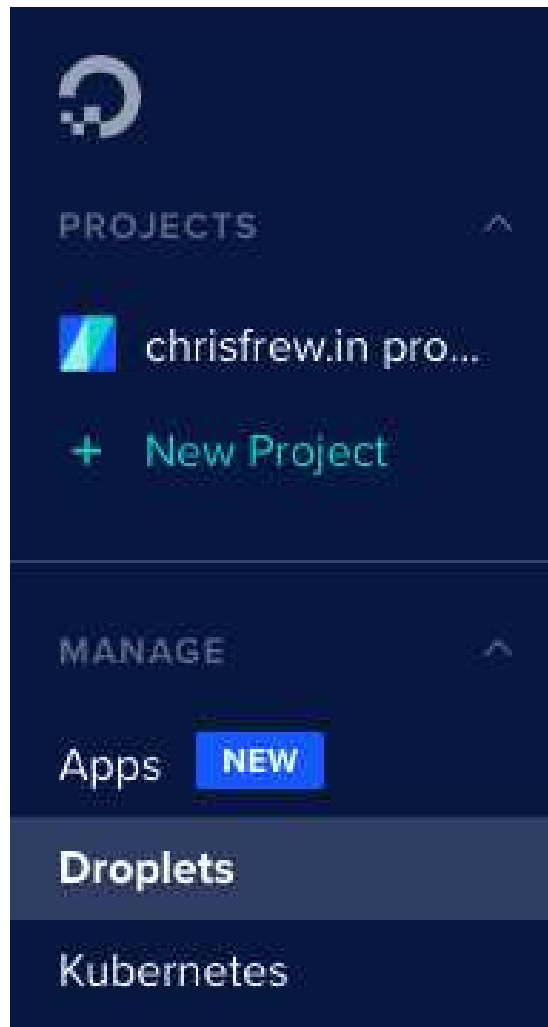 PROJECTS
chrisfrew.in pro...
+ New Project
MANAGE
Apps NEW
Droplets
Kubernetes